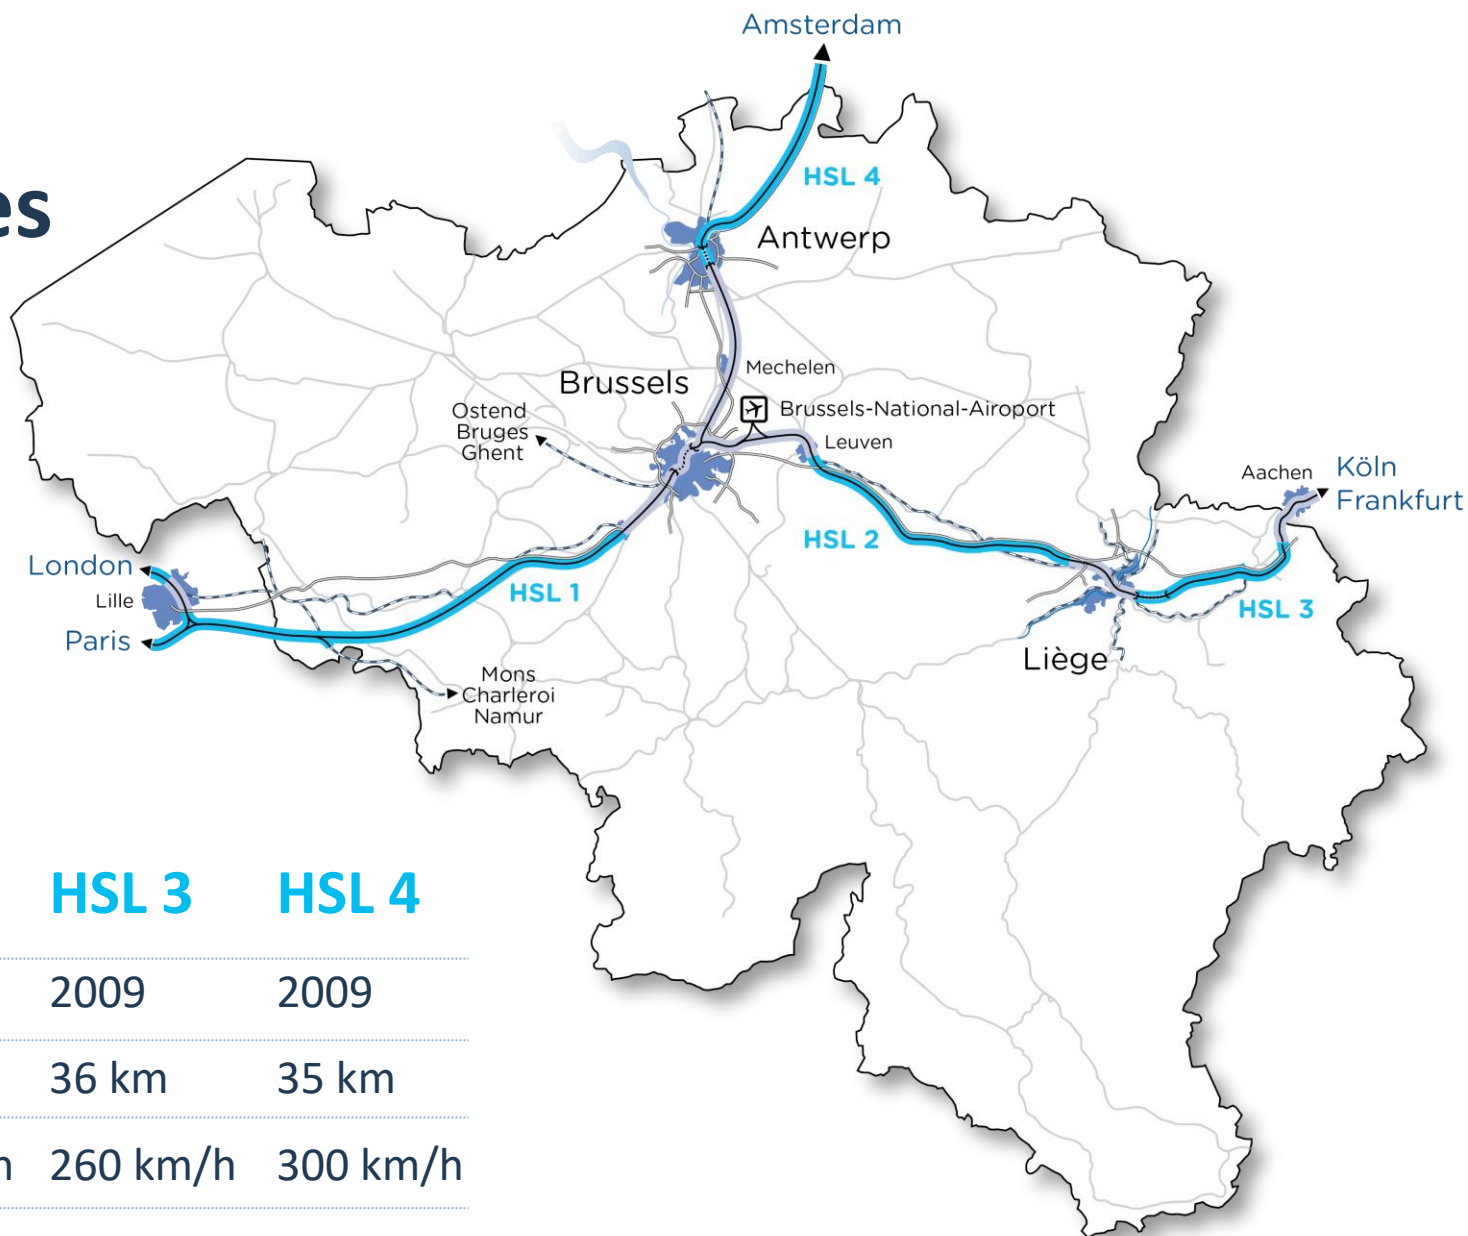 es
Amsterdam
HSL 4
Antwerp
Mechelen
Brussels
Brussels-National-Airoport
Ostend
Bruges
Ghent
Leuven
Aachen
Köln
Frankfurt
HSL 2
London
Lille
Paris
HSL 1
HSL 3
Liège
Mons
Charleroi
Namur
HSL 3 HSL 4
2009 2009
36 km 35 km
h 260 km/h 300 km/h